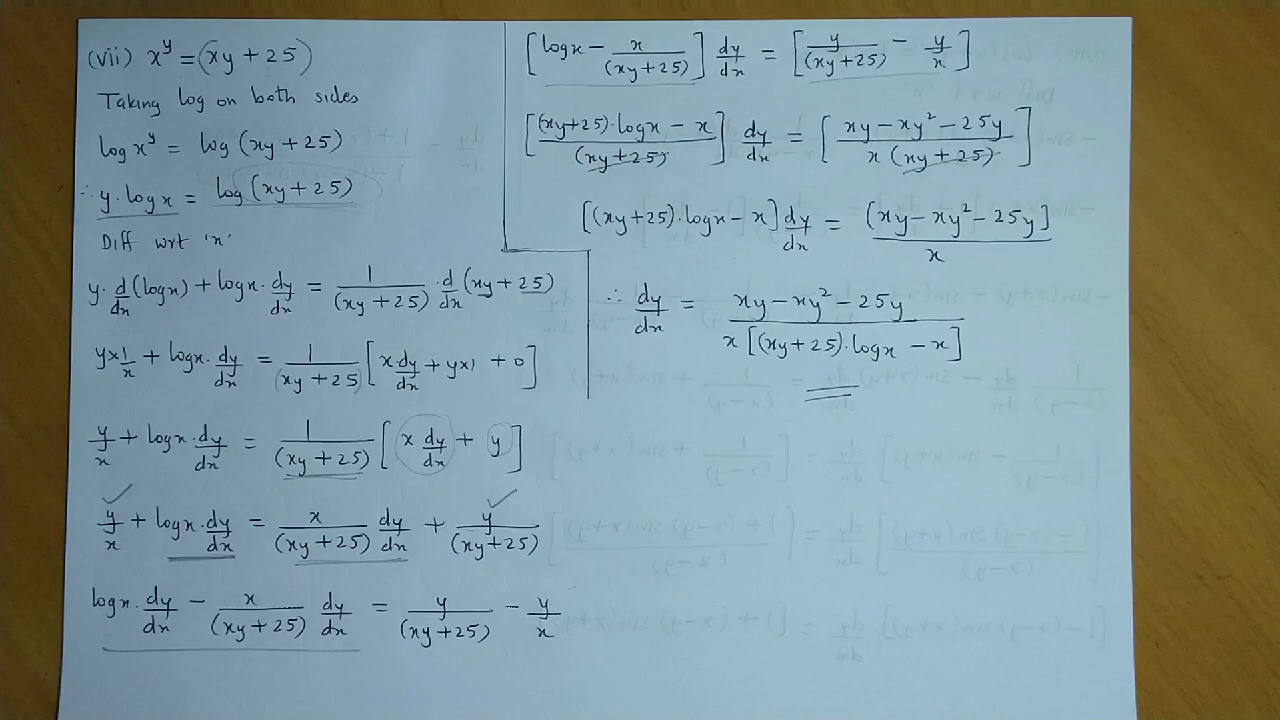 (vii) x^y = (xy + 25)
Taking log on both sides
log x^y = log (xy + 25)
∴ y · log x = log (xy + 25)
Diff wrt 'x'
y · d/dx (log x) + log x · dy/dx = 1/(xy + 25) · d/dx (xy + 25)
y × 1/x + log x · dy/dx = 1/(xy + 25) [x · dy/dx + y × 1 + 0]
y/x + log x · dy/dx = 1/(xy + 25) [x dy/dx + y]
y/x + log x · dy/dx = x/(xy + 25) dy/dx + y/(xy + 25)
log x · dy/dx − x/(xy + 25) dy/dx = y/(xy + 25) − y/x
[log x − x/(xy + 25)] dy/dx = [y/(xy + 25) − y/x]
[((xy + 25) · log x − x)/(xy + 25)] dy/dx = [(xy − xy² − 25y)/(x (xy + 25))]
[(xy + 25) · log x − x] dy/dx = (xy − xy² − 25y]/x
∴ dy/dx = (xy − xy² − 25y)/(x [(xy + 25) · log x − x])